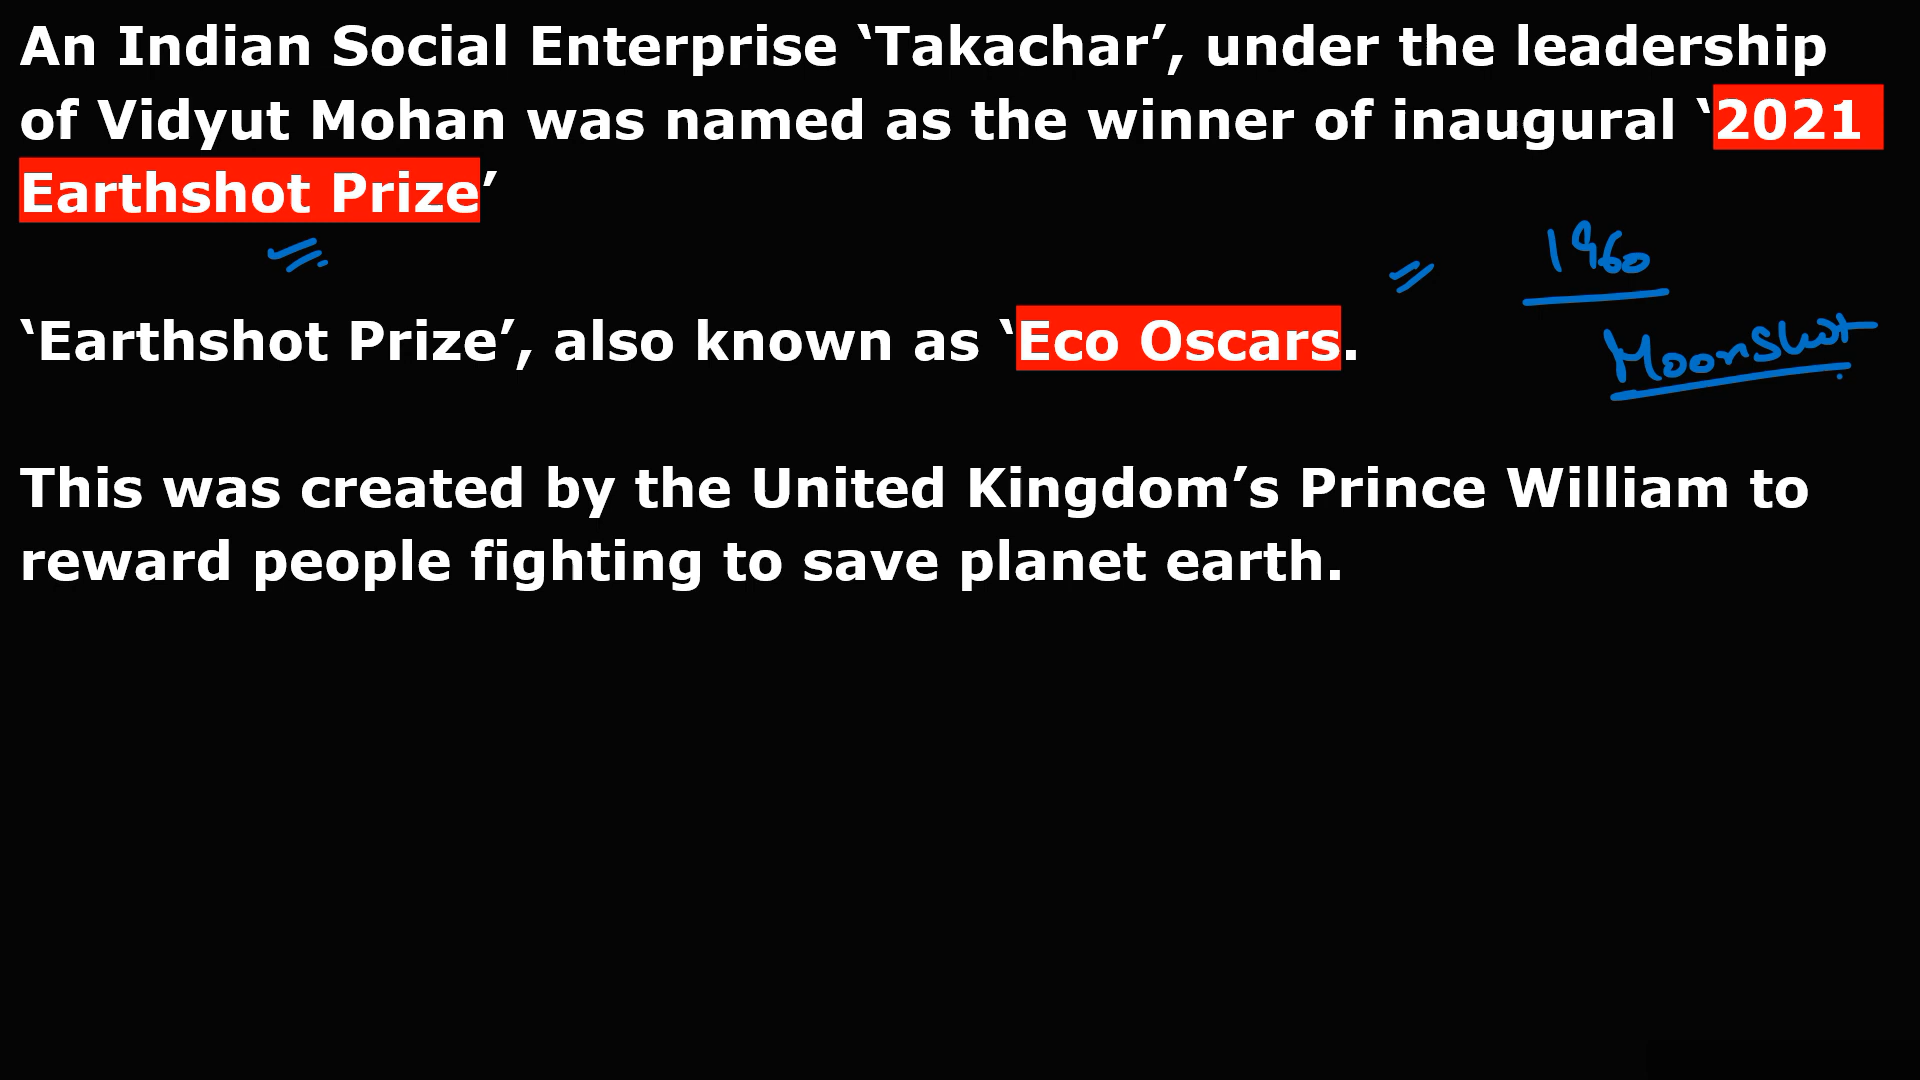 An Indian Social Enterprise ‘Takachar’, under the leadership
of Vidyut Mohan was named as the winner of inaugural ‘2021
Earthshot Prize’
1960
‘Earthshot Prize’, also known as ‘Eco Oscars.
Moonshot
This was created by the United Kingdom’s Prince William to
reward people fighting to save planet earth.